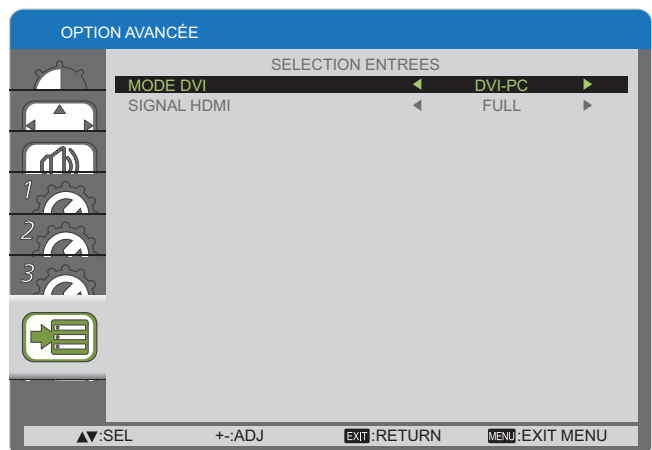 OPTION AVANCÉE
SELECTION ENTREES
MODE DVI ◀ DVI-PC ▶
SIGNAL HDMI ◀ FULL ▶
1
2
3
▲▼:SEL +-:ADJ EXIT:RETURN MENU:EXIT MENU